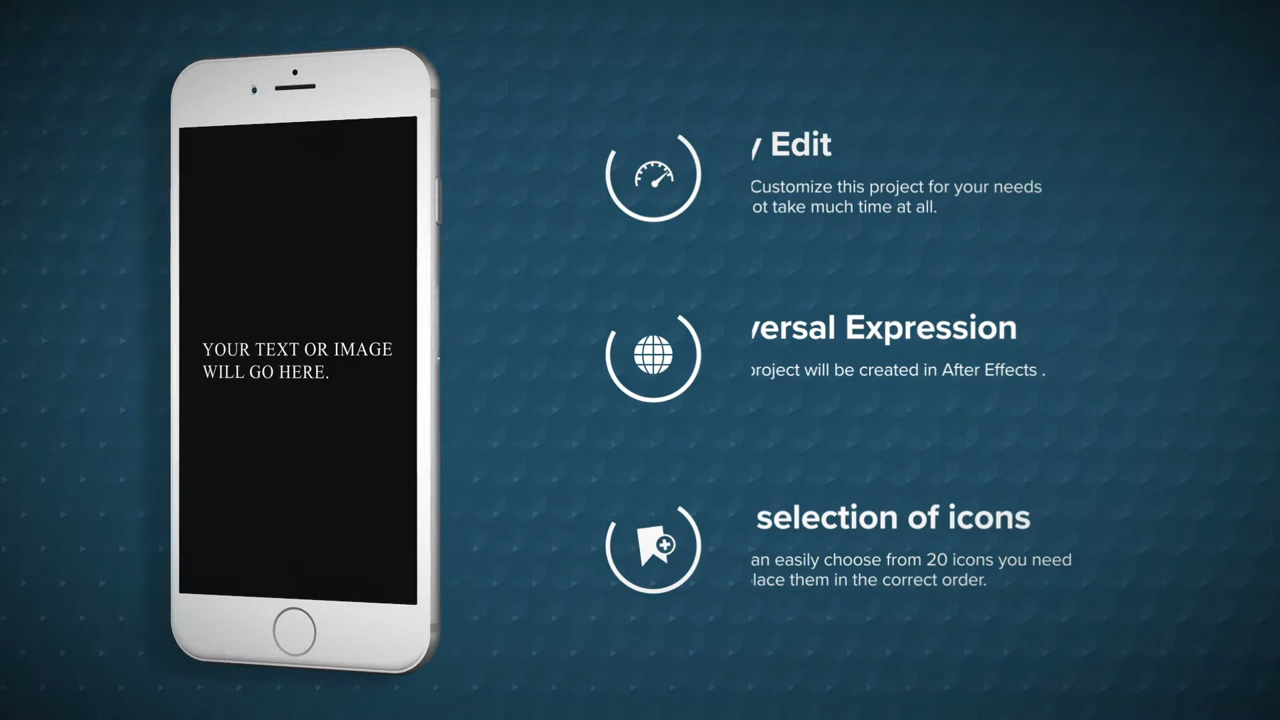 YOUR TEXT OR IMAGE
WILL GO HERE.
Edit
Customize this project for your needs
ot take much time at all.
versal Expression
project will be created in After Effects .
selection of icons
an easily choose from 20 icons you need
lace them in the correct order.